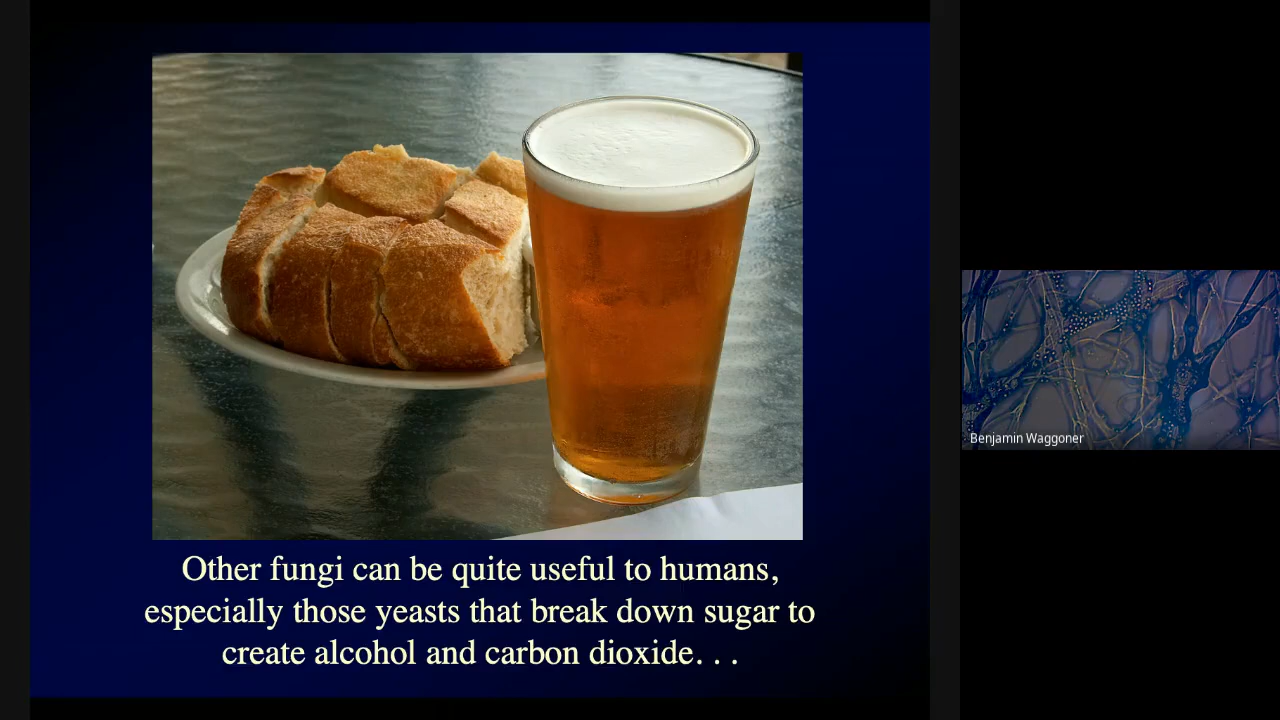 Other fungi can be quite useful to humans,
especially those yeasts that break down sugar to
create alcohol and carbon dioxide. . .
Benjamin Waggoner